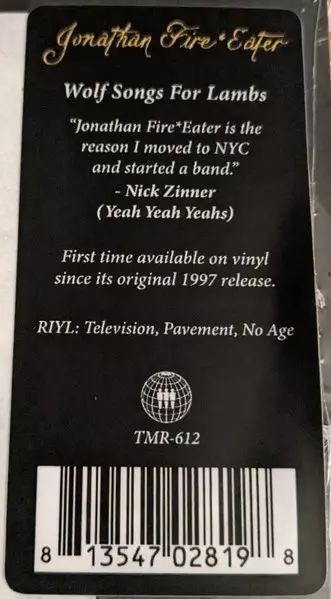 Jonathan Fire*Eater
Wolf Songs For Lambs
“Jonathan Fire*Eater is the
reason I moved to NYC
and started a band.”
- Nick Zinner
(Yeah Yeah Yeahs)
First time available on vinyl
since its original 1997 release.
RIYL: Television, Pavement, No Age
TMR-612
8 13547 02819 8